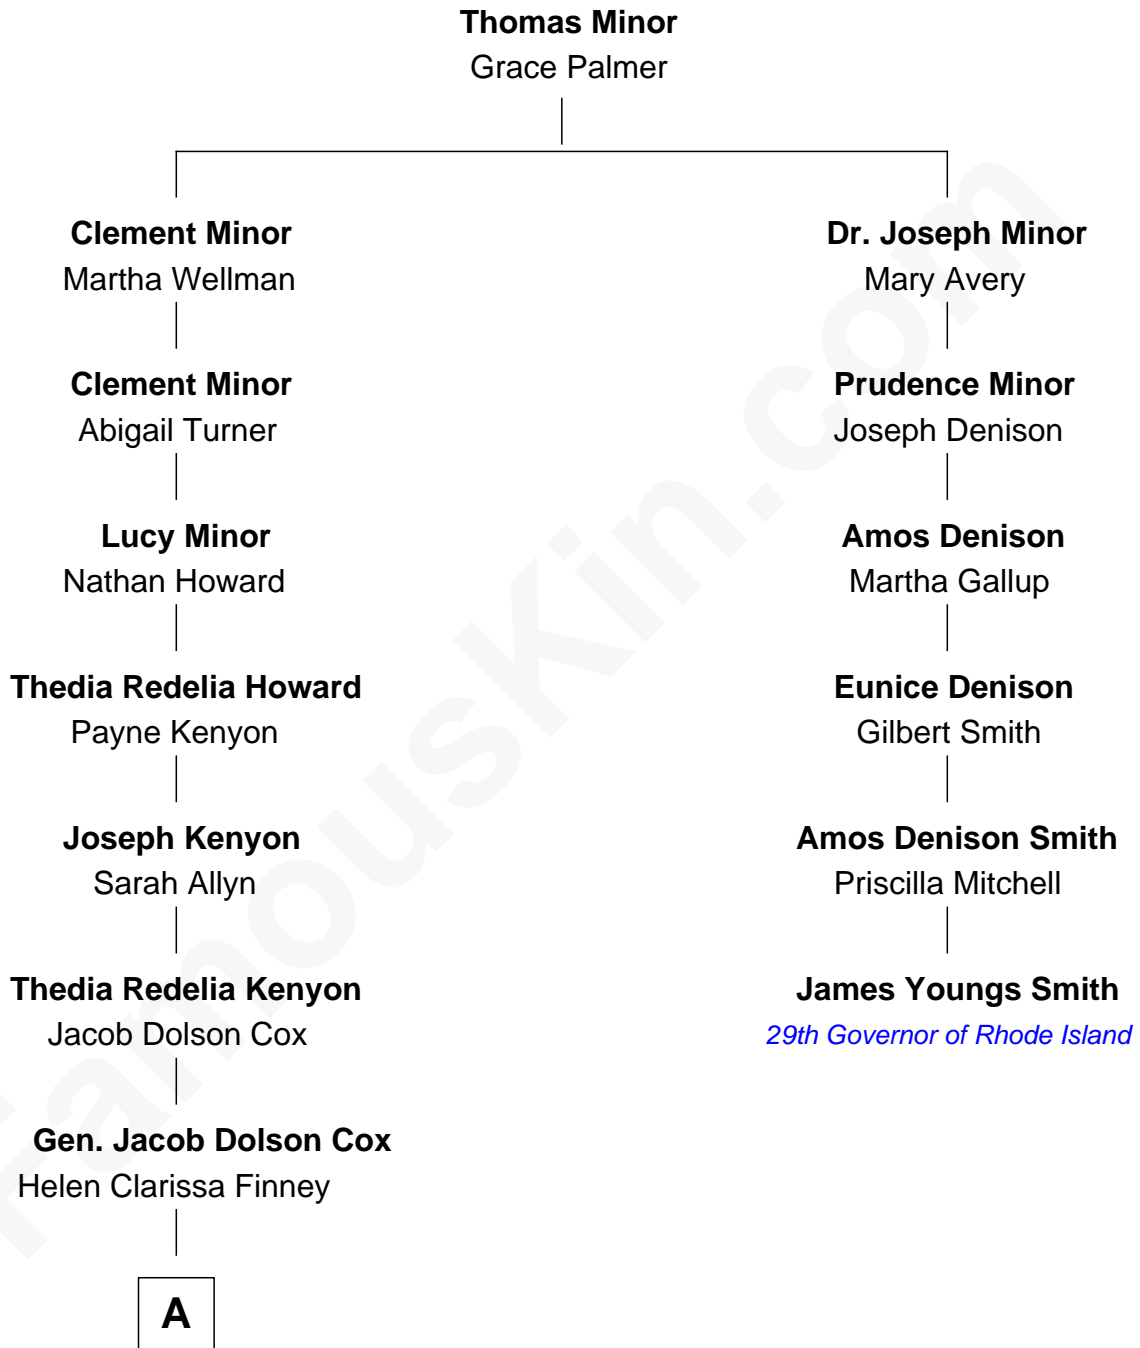 Thomas Minor
Grace Palmer
Clement Minor
Martha Wellman
Dr. Joseph Minor
Mary Avery
Clement Minor
Abigail Turner
Prudence Minor
Joseph Denison
Lucy Minor
Nathan Howard
Amos Denison
Martha Gallup
Thedia Redelia Howard
Payne Kenyon
Eunice Denison
Gilbert Smith
Joseph Kenyon
Sarah Allyn
Amos Denison Smith
Priscilla Mitchell
Thedia Redelia Kenyon
Jacob Dolson Cox
James Youngs Smith
29th Governor of Rhode Island
Gen. Jacob Dolson Cox
Helen Clarissa Finney
A
FamousKin.com